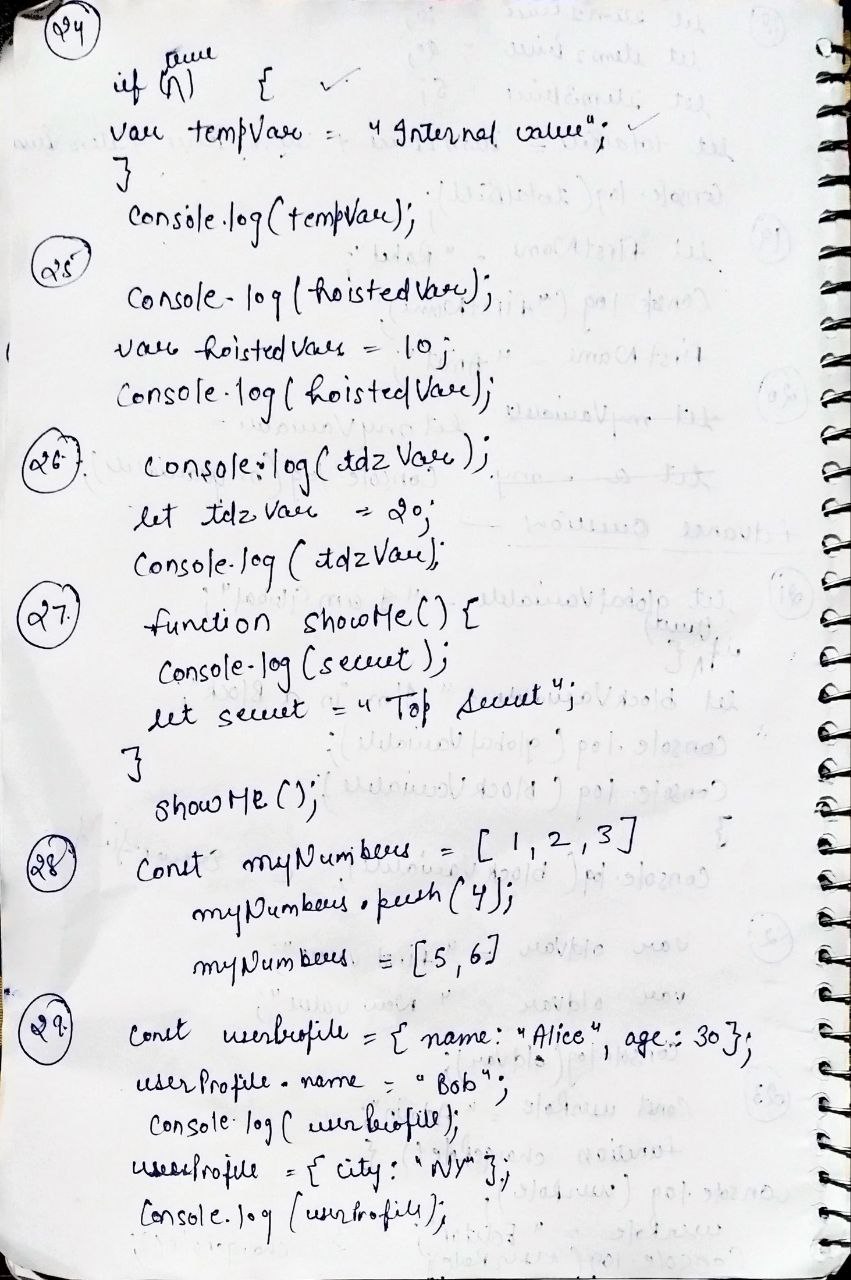 24
if (true) { ✓
var tempVar = "Internal value"; ✓
}
console.log(tempVar);
25
Console-log(hoistedVar);
var hoistedVar = 10;
Console.log(hoistedVar);
26. console.log(tdzVar);
let tdzVar = 20;
Console.log(tdzVar);
27. function showMe() {
Console-log(secret);
let secret = "Top Secret";
}
showMe();
28 Const myNumbers = [1, 2, 3]
myNumbers.push(4);
myNumbers = [5, 6]
29. Const userProfile = { name: "Alice", age: 30 };
userProfile.name = "Bob";
Console.log(userProfile);
userProfile = { city: "NY" };
Console.log(userProfile);